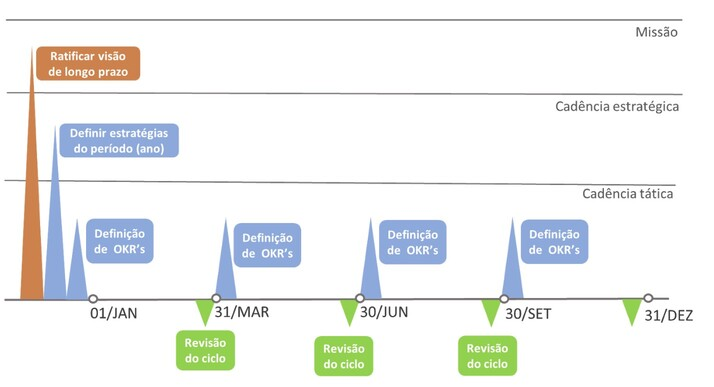 Missão
Ratificar visão
de longo prazo
Cadência estratégica
Definir estratégias
do período (ano)
Cadência tática
Definição
de OKR's
Definição
de OKR's
Definição
de OKR's
Definição
de OKR's
01/JAN
31/MAR
30/JUN
30/SET
31/DEZ
Revisão
do ciclo
Revisão
do ciclo
Revisão
do ciclo